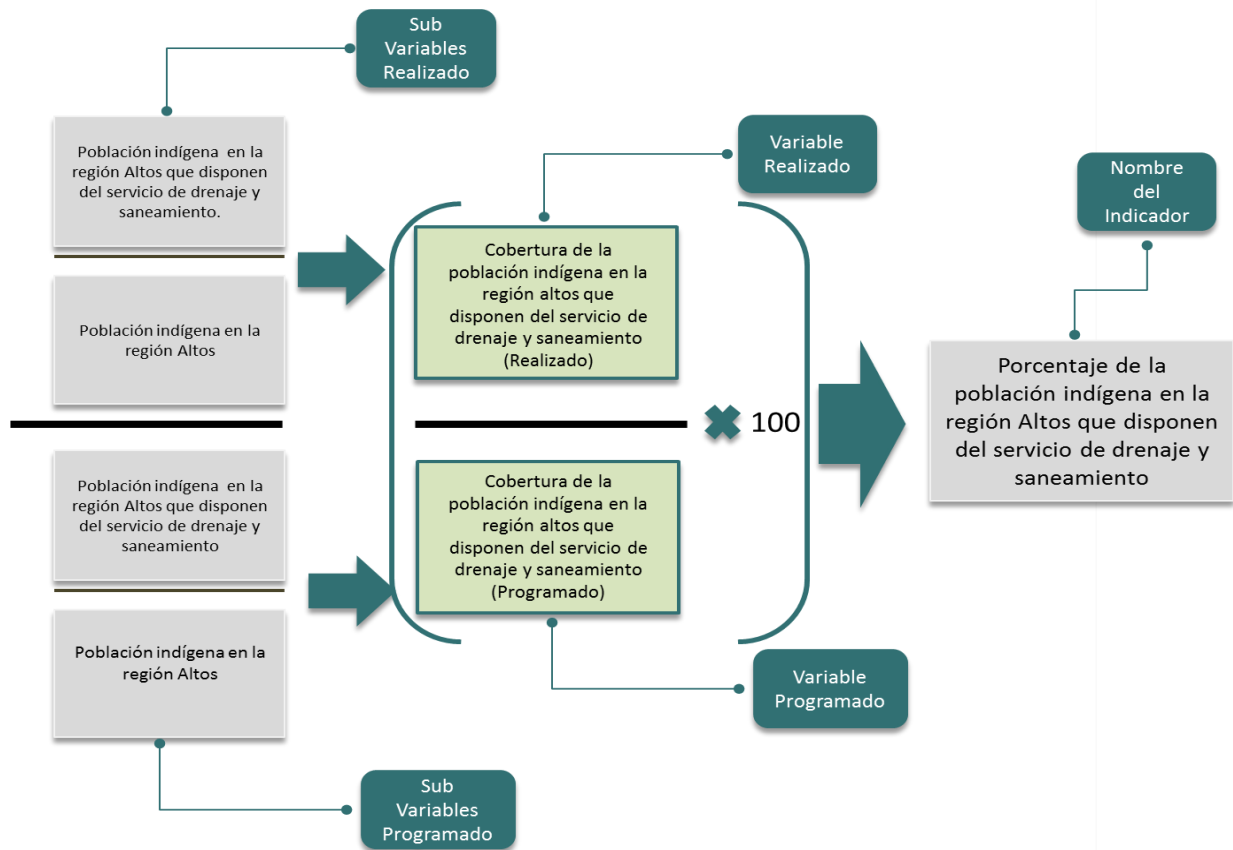 Sub
Variables
Realizado
Población indígena en la
región Altos que disponen
del servicio de drenaje y
saneamiento.
Población indígena en la
región Altos
Población indígena en la
región Altos que disponen
del servicio de drenaje y
saneamiento
Población indígena en la
región Altos
Sub
Variables
Programado
Variable
Realizado
Cobertura de la
población indígena en la
región altos que
disponen del servicio de
drenaje y saneamiento
(Realizado)
100
Cobertura de la
población indígena en la
región altos que
disponen del servicio de
drenaje y saneamiento
(Programado)
Variable
Programado
Nombre
del
Indicador
Porcentaje de la
población indígena en la
región Altos que disponen
del servicio de drenaje y
saneamiento